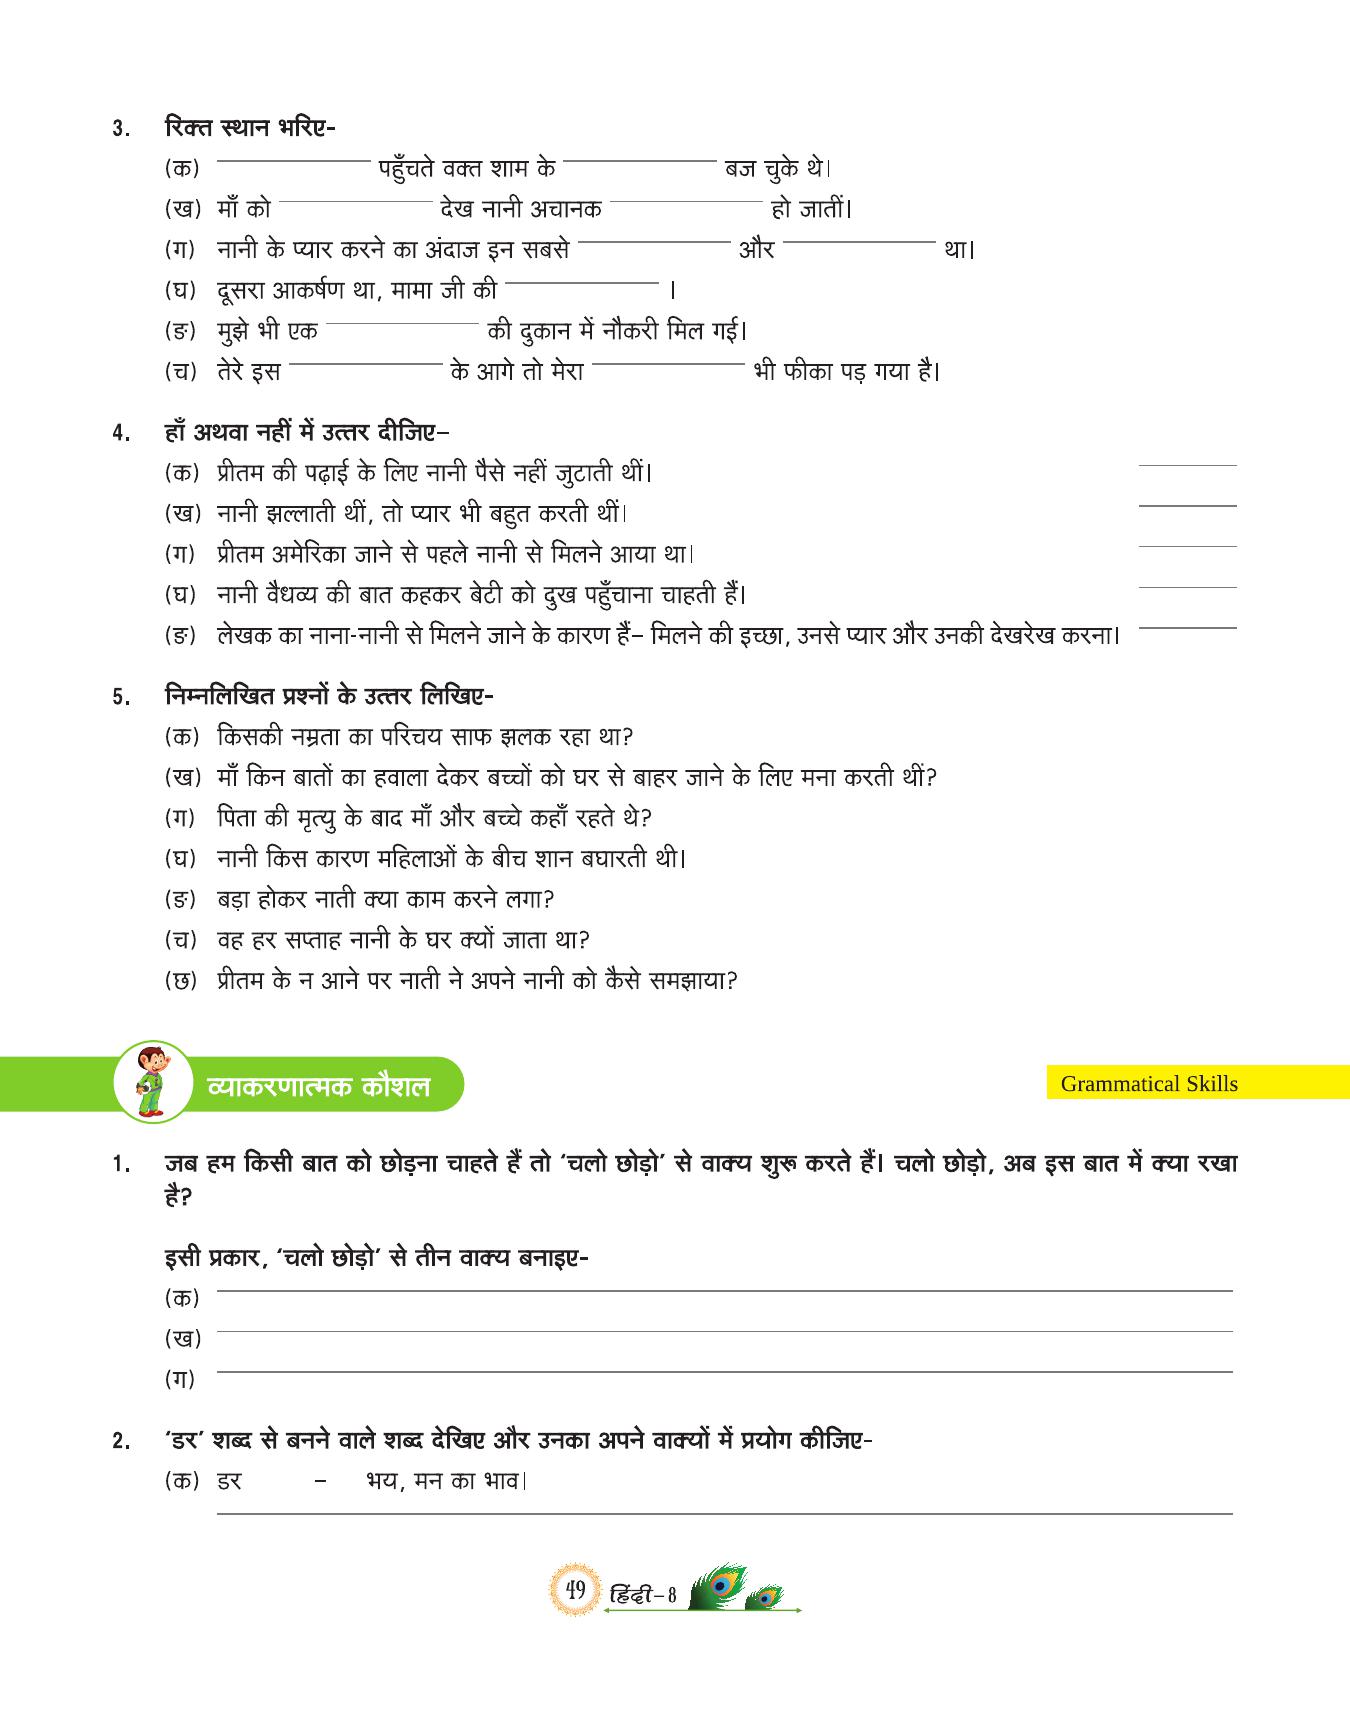 3. रिक्त स्थान भरिए-
(क) ____________ पहुँचते वक्त शाम के ____________ बज चुके थे।
(ख) माँ को ____________ देख नानी अचानक ____________ हो जातीं।
(ग) नानी के प्यार करने का अंदाज इन सबसे ____________ और ____________ था।
(घ) दूसरा आकर्षण था, मामा जी की ____________ ।
(ङ) मुझे भी एक ____________ की दुकान में नौकरी मिल गई।
(च) तेरे इस ____________ के आगे तो मेरा ____________ भी फीका पड़ गया है।
4. हाँ अथवा नहीं में उत्तर दीजिए–
(क) प्रीतम की पढ़ाई के लिए नानी पैसे नहीं जुटाती थीं। ________
(ख) नानी झल्लाती थीं, तो प्यार भी बहुत करती थीं। ________
(ग) प्रीतम अमेरिका जाने से पहले नानी से मिलने आया था। ________
(घ) नानी वैधव्य की बात कहकर बेटी को दुख पहुँचाना चाहती हैं। ________
(ङ) लेखक का नाना-नानी से मिलने जाने के कारण हैं– मिलने की इच्छा, उनसे प्यार और उनकी देखरेख करना। ________
5. निम्नलिखित प्रश्नों के उत्तर लिखिए-
(क) किसकी नम्रता का परिचय साफ झलक रहा था?
(ख) माँ किन बातों का हवाला देकर बच्चों को घर से बाहर जाने के लिए मना करती थीं?
(ग) पिता की मृत्यु के बाद माँ और बच्चे कहाँ रहते थे?
(घ) नानी किस कारण महिलाओं के बीच शान बघारती थी।
(ङ) बड़ा होकर नाती क्या काम करने लगा?
(च) वह हर सप्ताह नानी के घर क्यों जाता था?
(छ) प्रीतम के न आने पर नाती ने अपने नानी को कैसे समझाया?
व्याकरणात्मक कौशल
Grammatical Skills
1. जब हम किसी बात को छोड़ना चाहते हैं तो ‘चलो छोड़ो’ से वाक्य शुरू करते हैं। चलो छोड़ो, अब इस बात में क्या रखा
है?
इसी प्रकार, ‘चलो छोड़ो’ से तीन वाक्य बनाइए-
(क) ____________
(ख) ____________
(ग) ____________
2. ‘डर’ शब्द से बनने वाले शब्द देखिए और उनका अपने वाक्यों में प्रयोग कीजिए-
(क) डर – भय, मन का भाव।
49 हिंदी–8